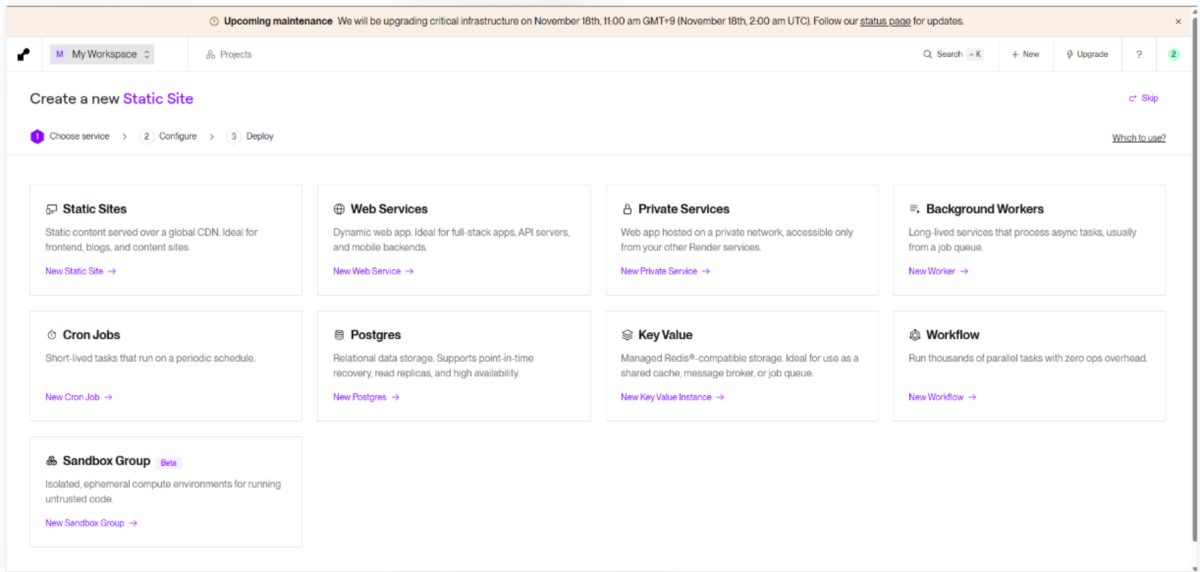 Upcoming maintenance We will be upgrading critical infrastructure on November 18th, 11:00 am GMT+9 (November 18th, 2:00 am UTC). Follow our status page for updates. ×
M My Workspace Projects Search ^ K + New Upgrade ? 2
Create a new Static Site Skip
1 Choose service > 2 Configure > 3 Deploy Which to use?
Static Sites
Static content served over a global CDN. Ideal for
frontend, blogs, and content sites.
New Static Site →
Web Services
Dynamic web app. Ideal for full-stack apps, API servers,
and mobile backends.
New Web Service →
Private Services
Web app hosted on a private network, accessible only
from your other Render services.
New Private Service →
Background Workers
Long-lived services that process async tasks, usually
from a job queue.
New Worker →
Cron Jobs
Short-lived tasks that run on a periodic schedule.
New Cron Job →
Postgres
Relational data storage. Supports point-in-time
recovery, read replicas, and high availability.
New Postgres →
Key Value
Managed Redis®-compatible storage. Ideal for use as a
shared cache, message broker, or job queue.
New Key Value Instance →
Workflow
Run thousands of parallel tasks with zero ops overhead.
New Workflow →
Sandbox Group Beta
Isolated, ephemeral compute environments for running
untrusted code.
New Sandbox Group →